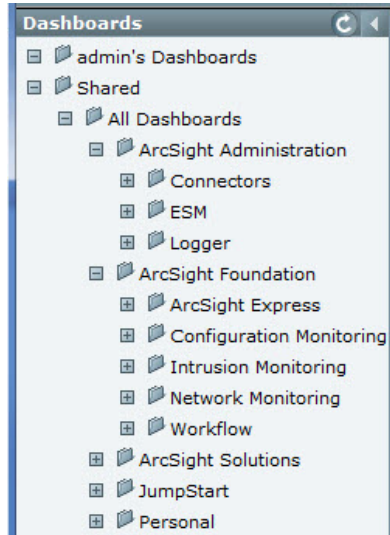 Dashboards
admin's Dashboards
Shared
All Dashboards
ArcSight Administration
Connectors
ESM
Logger
ArcSight Foundation
ArcSight Express
Configuration Monitoring
Intrusion Monitoring
Network Monitoring
Workflow
ArcSight Solutions
JumpStart
Personal